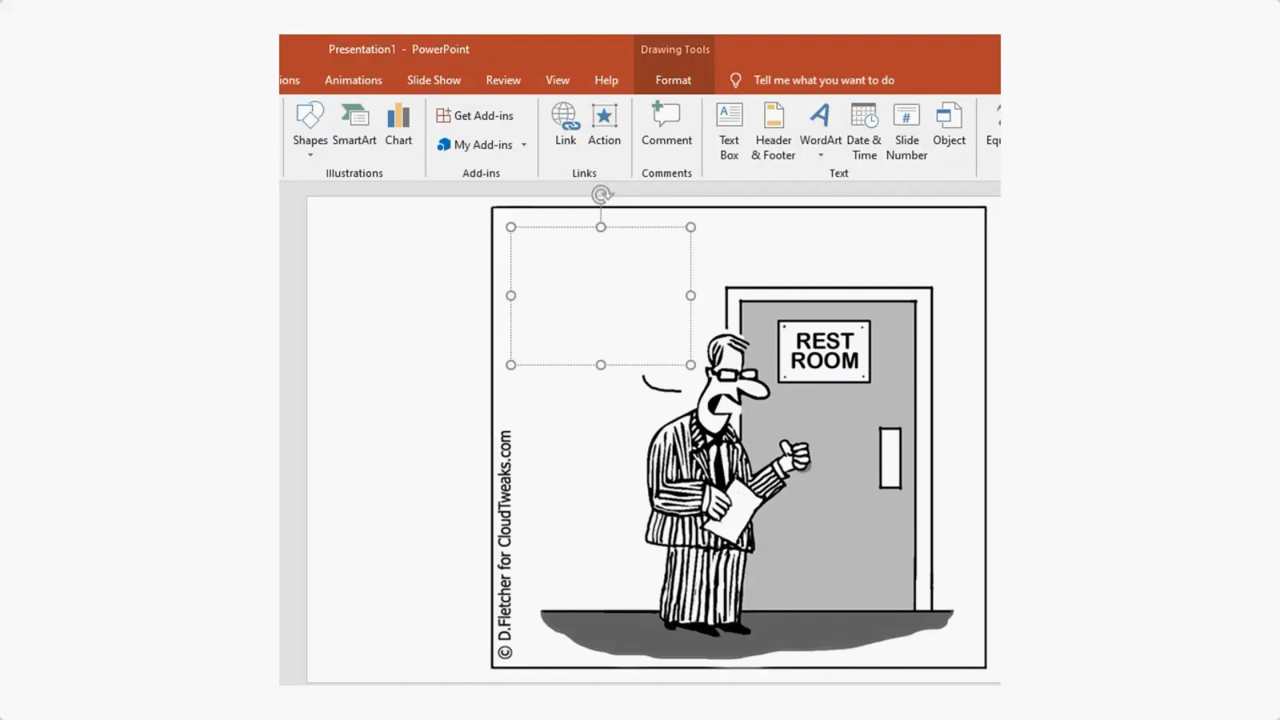 Presentation1 - PowerPoint
Drawing Tools
ions Animations Slide Show Review View Help Format Tell me what you want to do
Shapes
SmartArt
Chart
Get Add-ins
My Add-ins
Link
Action
Comment
Text
Box
Header
& Footer
WordArt
Date &
Time
Slide
Number
Object
Equ
Illustrations
Add-ins
Links
Comments
Text
REST
ROOM
© D.Fletcher for CloudTweaks.com